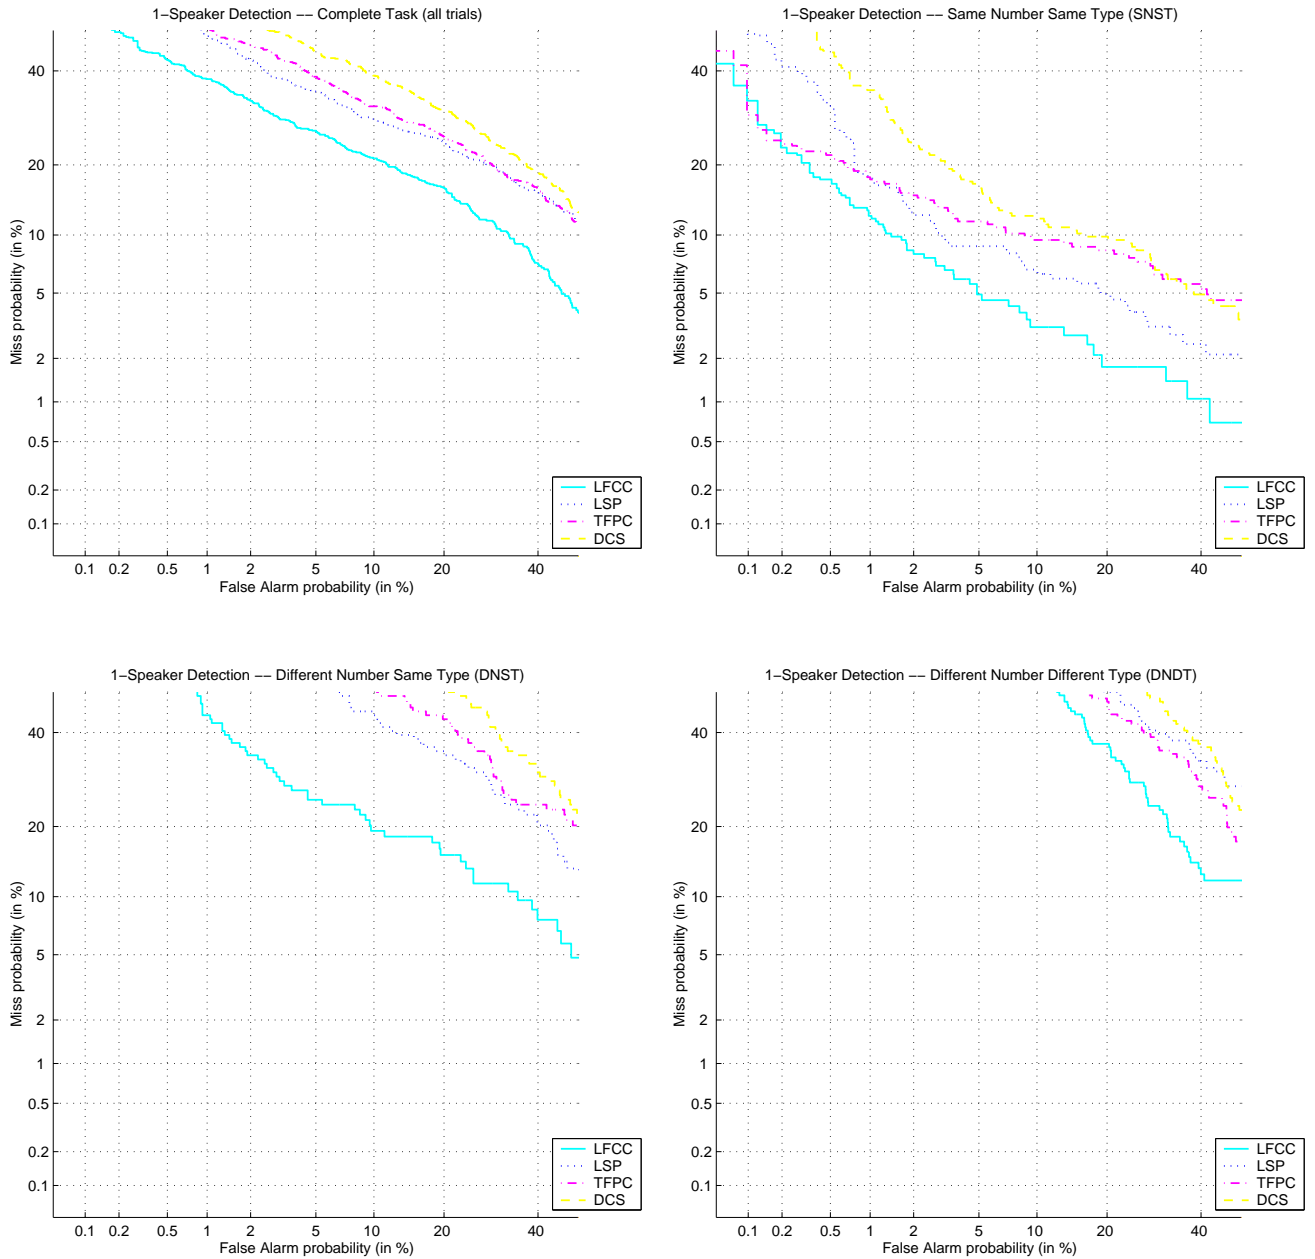 1−Speaker Detection −− Complete Task (all trials)
40
20
10
5
2
1
0.5
0.2
0.1
Miss probability (in %)
0.1 0.2 0.5 1 2 5 10 20 40
False Alarm probability (in %)
LFCC
LSP
TFPC
DCS
1−Speaker Detection −− Same Number Same Type (SNST)
40
20
10
5
2
1
0.5
0.2
0.1
Miss probability (in %)
0.1 0.2 0.5 1 2 5 10 20 40
False Alarm probability (in %)
LFCC
LSP
TFPC
DCS
1−Speaker Detection −− Different Number Same Type (DNST)
40
20
10
5
2
1
0.5
0.2
0.1
Miss probability (in %)
0.1 0.2 0.5 1 2 5 10 20 40
False Alarm probability (in %)
LFCC
LSP
TFPC
DCS
1−Speaker Detection −− Different Number Different Type (DNDT)
40
20
10
5
2
1
0.5
0.2
0.1
Miss probability (in %)
0.1 0.2 0.5 1 2 5 10 20 40
False Alarm probability (in %)
LFCC
LSP
TFPC
DCS